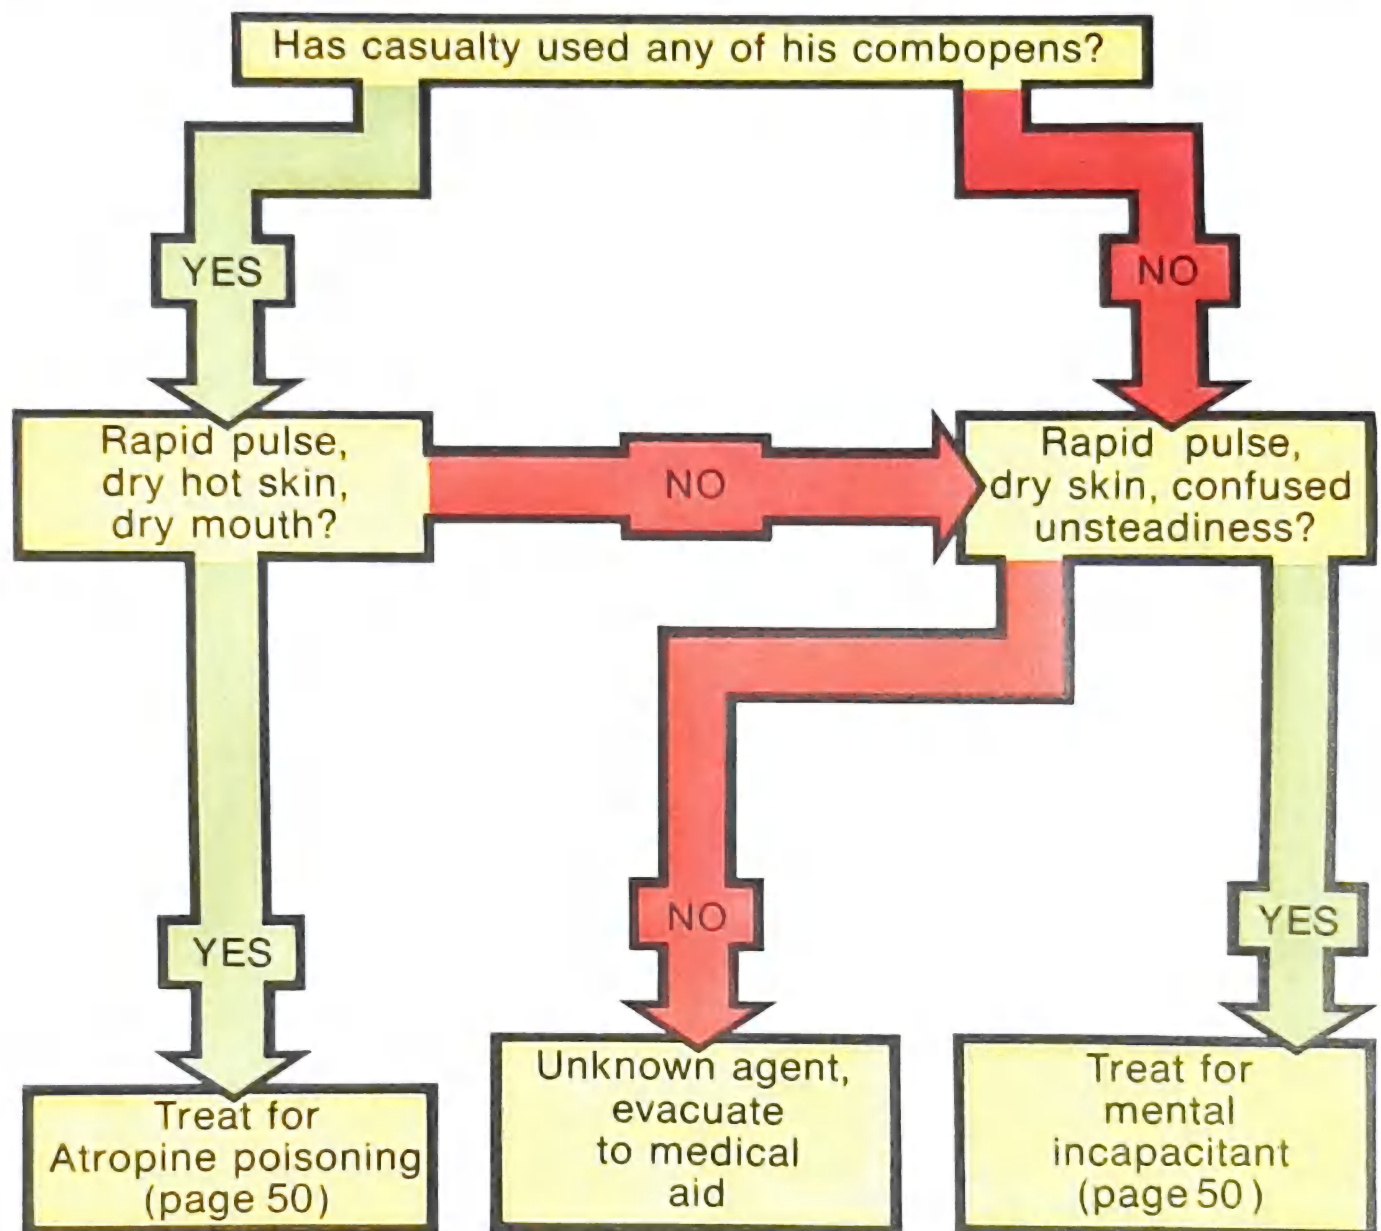 Has casualty used any of his combopens?
YES
NO
Rapid pulse,
dry hot skin,
dry mouth?
NO
Rapid pulse,
dry skin, confused
unsteadiness?
NO
YES
YES
Treat for
Atropine poisoning
(page 50)
Unknown agent,
evacuate
to medical
aid
Treat for
mental
incapacitant
(page 50)